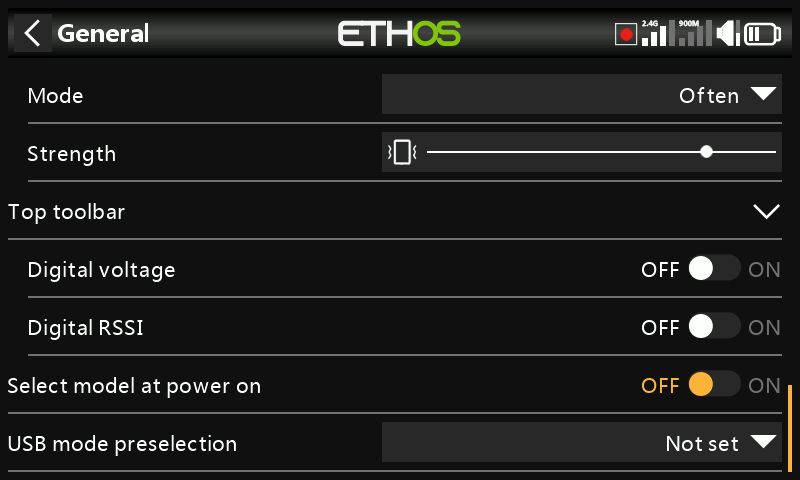 General
ETHOS
2.4G
900M
Mode
Often
Strength
Top toolbar
Digital voltage
OFF ON
Digital RSSI
OFF ON
Select model at power on
OFF ON
USB mode preselection
Not set